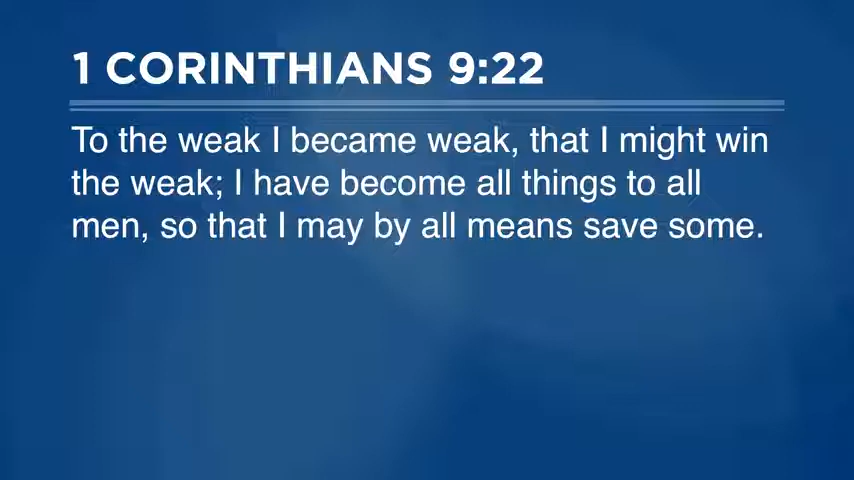 1 CORINTHIANS 9:22
To the weak I became weak, that I might win
the weak; I have become all things to all
men, so that I may by all means save some.